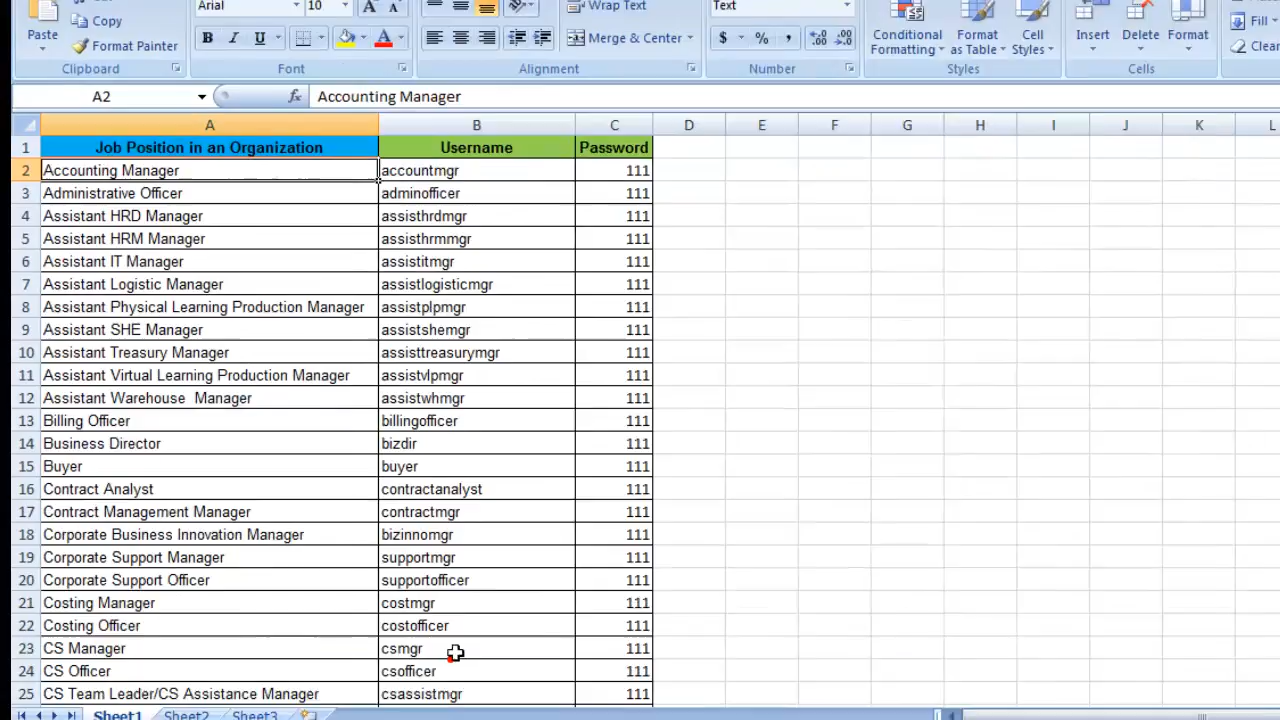 Copy
Paste
Format Painter
Clipboard
Arial
10
A
A
B
I
U
A
Font
Wrap Text
Merge & Center
Alignment
Text
$ % ,
Number
Conditional
Formatting
Format
as Table
Cell
Styles
Styles
Insert
Delete
Format
Cells
Fill
Clear
A2
fx
Accounting Manager
A B C D E F G H I J K L
1 Job Position in an Organization Username Password
2 Accounting Manager accountmgr 111
3 Administrative Officer adminofficer 111
4 Assistant HRD Manager assisthrdmgr 111
5 Assistant HRM Manager assisthrmmgr 111
6 Assistant IT Manager assistitmgr 111
7 Assistant Logistic Manager assistlogisticmgr 111
8 Assistant Physical Learning Production Manager assistplpmgr 111
9 Assistant SHE Manager assistshemgr 111
10 Assistant Treasury Manager assisttreasurymgr 111
11 Assistant Virtual Learning Production Manager assistvlpmgr 111
12 Assistant Warehouse  Manager assistwhmgr 111
13 Billing Officer billingofficer 111
14 Business Director bizdir 111
15 Buyer buyer 111
16 Contract Analyst contractanalyst 111
17 Contract Management Manager contractmgr 111
18 Corporate Business Innovation Manager bizinnomgr 111
19 Corporate Support Manager supportmgr 111
20 Corporate Support Officer supportofficer 111
21 Costing Manager costmgr 111
22 Costing Officer costofficer 111
23 CS Manager csmgr 111
24 CS Officer csofficer 111
25 CS Team Leader/CS Assistance Manager csassistmgr 111
Sheet1 Sheet2 Sheet3